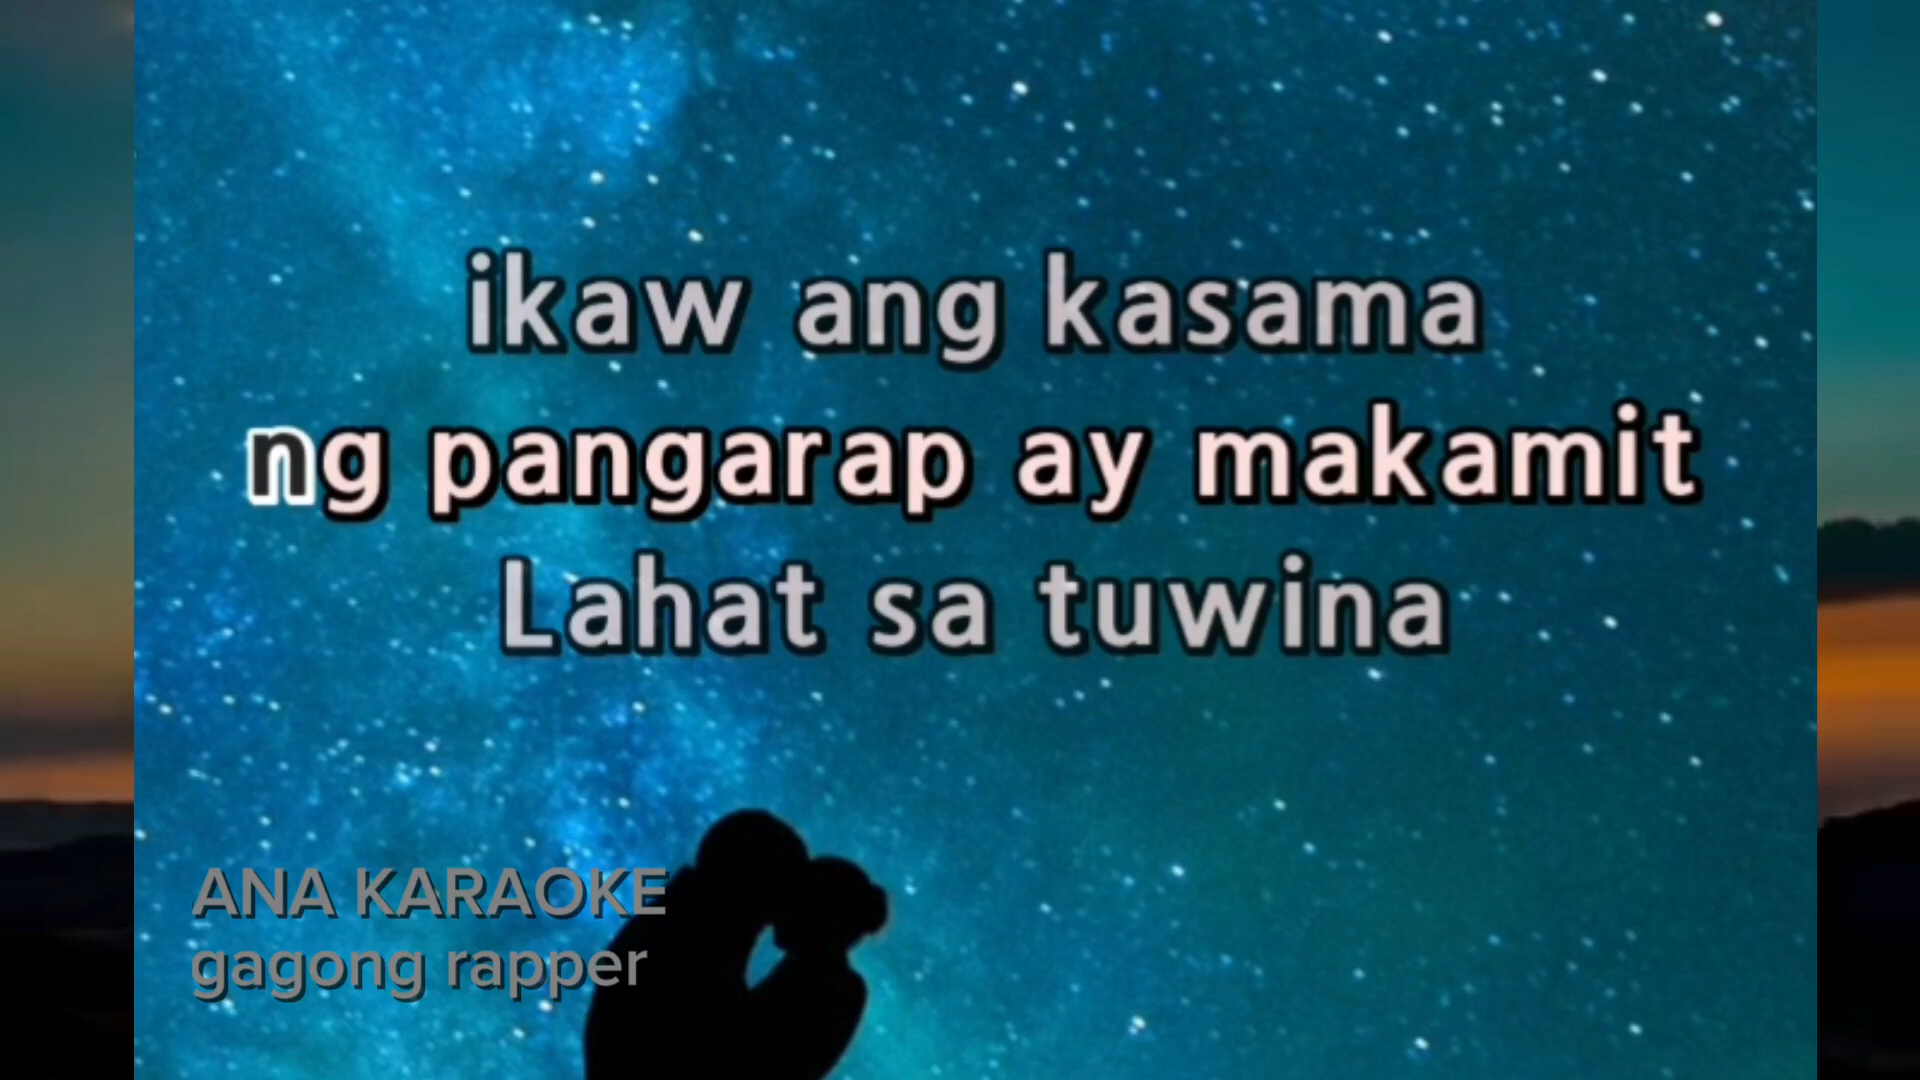 ikaw ang kasama
ng pangarap ay makamit
Lahat sa tuwina
ANA KARAOKE
gagong rapper